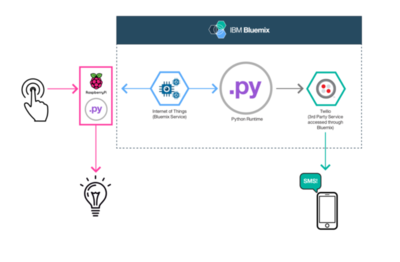 IBM Bluemix
RaspberryPi
.py
Internet of Things
(Bluemix Service)
.py
Python Runtime
Twilio
(3rd Party Service
accessed through
Bluemix)
SMS!